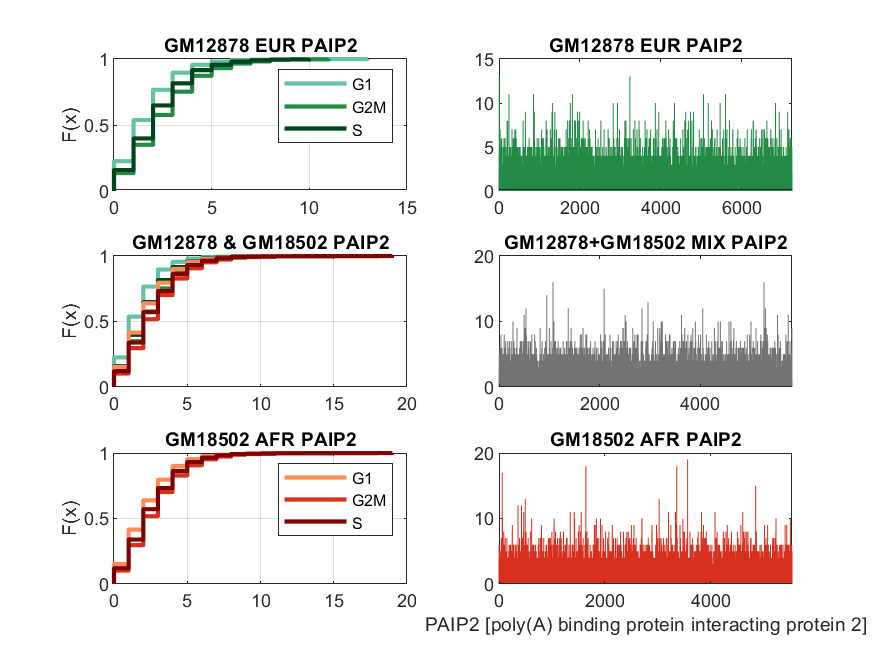 GM12878 EUR PAIP2
F(x)
1
0.5
0
0 5 10 15
G1
G2M
S
GM12878 EUR PAIP2
15
10
5
0
0 2000 4000 6000
GM12878 & GM18502 PAIP2
F(x)
1
0.5
0
0 5 10 15 20
GM12878+GM18502 MIX PAIP2
20
10
0
0 2000 4000
GM18502 AFR PAIP2
F(x)
1
0.5
0
0 5 10 15 20
G1
G2M
S
GM18502 AFR PAIP2
20
10
0
0 2000 4000
PAIP2 [poly(A) binding protein interacting protein 2]